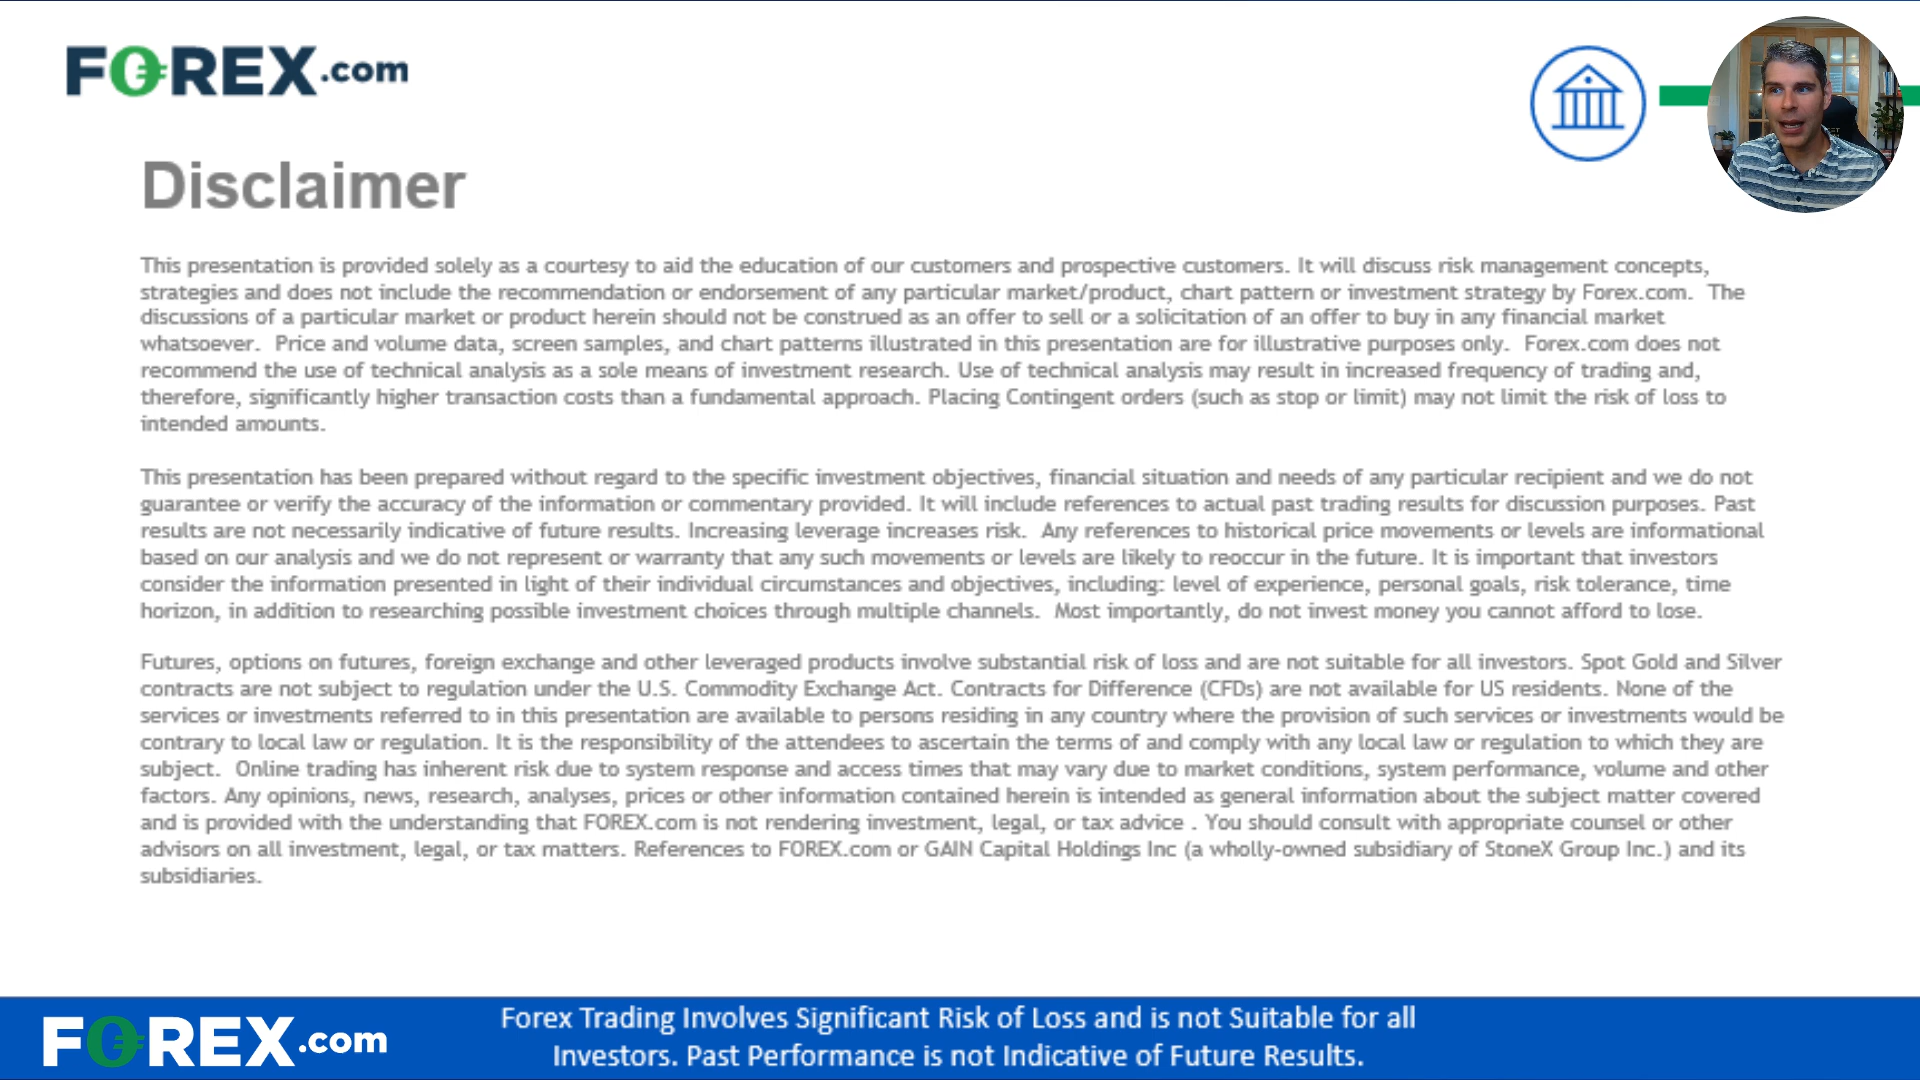 FOREX.com
Disclaimer
This presentation is provided solely as a courtesy to aid the education of our customers and prospective customers. It will discuss risk management concepts,
strategies and does not include the recommendation or endorsement of any particular market/product, chart pattern or investment strategy by Forex.com.  The
discussions of a particular market or product herein should not be construed as an offer to sell or a solicitation of an offer to buy in any financial market
whatsoever.  Price and volume data, screen samples, and chart patterns illustrated in this presentation are for illustrative purposes only.  Forex.com does not
recommend the use of technical analysis as a sole means of investment research. Use of technical analysis may result in increased frequency of trading and,
therefore, significantly higher transaction costs than a fundamental approach. Placing Contingent orders (such as stop or limit) may not limit the risk of loss to
intended amounts.
This presentation has been prepared without regard to the specific investment objectives, financial situation and needs of any particular recipient and we do not
guarantee or verify the accuracy of the information or commentary provided. It will include references to actual past trading results for discussion purposes. Past
results are not necessarily indicative of future results. Increasing leverage increases risk.  Any references to historical price movements or levels are informational
based on our analysis and we do not represent or warranty that any such movements or levels are likely to reoccur in the future. It is important that investors
consider the information presented in light of their individual circumstances and objectives, including: level of experience, personal goals, risk tolerance, time
horizon, in addition to researching possible investment choices through multiple channels.  Most importantly, do not invest money you cannot afford to lose.
Futures, options on futures, foreign exchange and other leveraged products involve substantial risk of loss and are not suitable for all investors. Spot Gold and Silver
contracts are not subject to regulation under the U.S. Commodity Exchange Act. Contracts for Difference (CFDs) are not available for US residents. None of the
services or investments referred to in this presentation are available to persons residing in any country where the provision of such services or investments would be
contrary to local law or regulation. It is the responsibility of the attendees to ascertain the terms of and comply with any local law or regulation to which they are
subject.  Online trading has inherent risk due to system response and access times that may vary due to market conditions, system performance, volume and other
factors. Any opinions, news, research, analyses, prices or other information contained herein is intended as general information about the subject matter covered
and is provided with the understanding that FOREX.com is not rendering investment, legal, or tax advice . You should consult with appropriate counsel or other
advisors on all investment, legal, or tax matters. References to FOREX.com or GAIN Capital Holdings Inc (a wholly-owned subsidiary of StoneX Group Inc.) and its
subsidiaries.
FOREX.com
Forex Trading Involves Significant Risk of Loss and is not Suitable for all
Investors. Past Performance is not Indicative of Future Results.